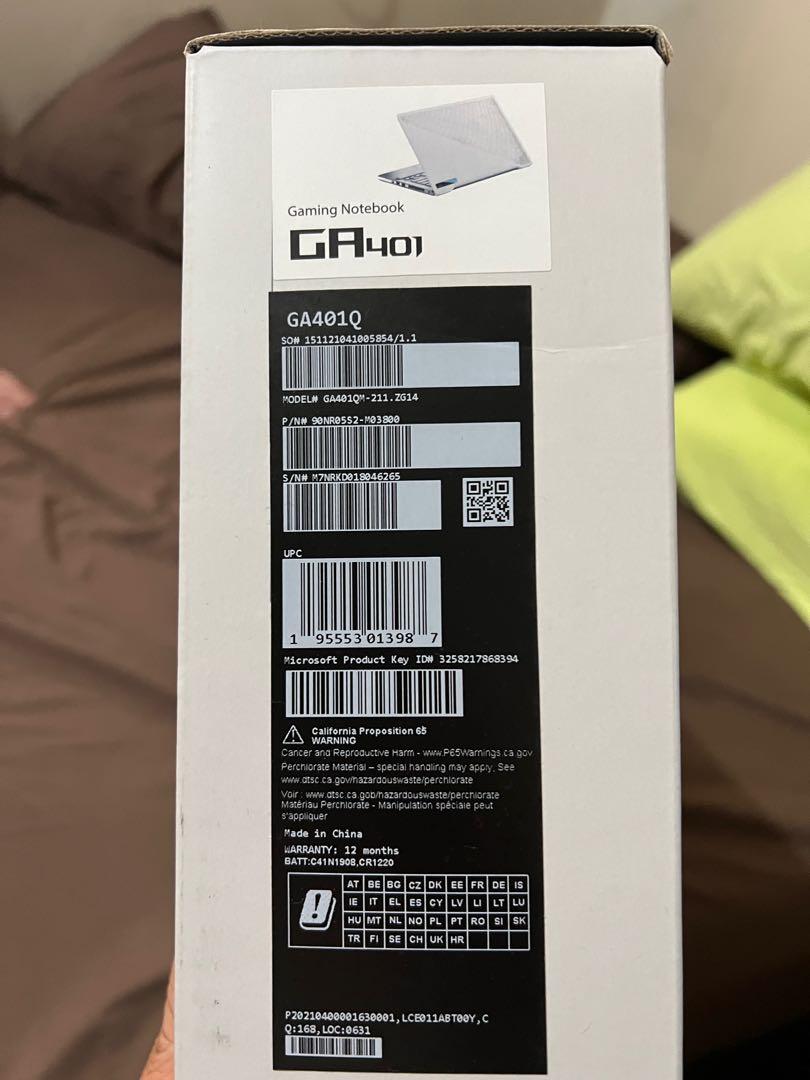 Gaming Notebook
GA401
GA401Q
SO# 151121041005854/1.1
MODEL# GA401QM-211.ZG14
P/N# 90NR05S2-M03800
S/N# M7NRKD018046265
UPC
1 95553 01398 7
Microsoft Product Key ID# 3258217868394
California Proposition 65
WARNING
Cancer and Reproductive Harm - www.P65Warnings.ca.gov
Perchlorate Material – special handling may apply, See
www.dtsc.ca.gov/hazardouswaste/perchlorate
Voir : www.dtsc.ca.gob/hazardouswaste/perchlorate
Matériau Perchlorate - Manipulation spéciale peut
s'appliquer
Made in China
WARRANTY: 12 months
BATT:C41N1908,CR1220
AT BE BG CZ DK EE FR DE IS
IE IT EL ES CY LV LI LT LU
HU MT NL NO PL PT RO SI SK
TR FI SE CH UK HR
P20210400001630001,LCE011ABT00Y,C
Q:168,LOC:0631